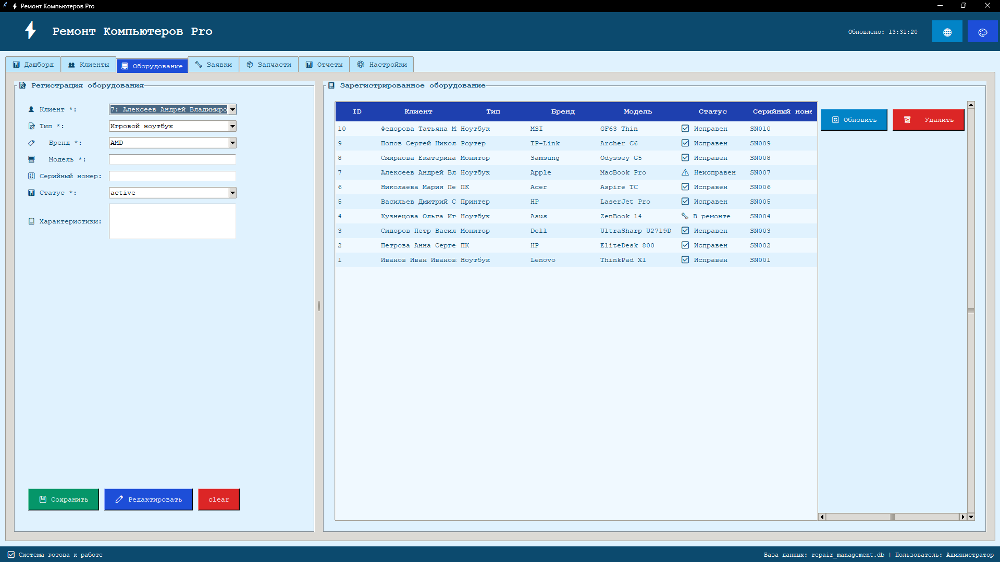 Ремонт Компьютеров Pro
Ремонт Компьютеров Pro
Обновлено: 13:31:20
Дашборд Клиенты Оборудование Заявки Запчасти Отчеты Настройки
Регистрация оборудования
Клиент *: 7: Алексеев Андрей Владимиро
Тип *: Игровой ноутбук
Бренд *: AMD
Модель *:
Серийный номер:
Статус *: active
Характеристики:
Сохранить Редактировать clear
Зарегистрированное оборудование
ID Клиент Тип Бренд Модель Статус Серийный номе
10 Федорова Татьяна М Ноутбук MSI GF63 Thin Исправен SN010
9 Попов Сергей Никол Роутер TP-Link Archer C6 Исправен SN009
8 Смирнова Екатерина Монитор Samsung Odyssey G5 Исправен SN008
7 Алексеев Андрей Вл Ноутбук Apple MacBook Pro Неисправен SN007
6 Николаева Мария Пе ПК Acer Aspire TC Исправен SN006
5 Васильев Дмитрий С Принтер HP LaserJet Pro Исправен SN005
4 Кузнецова Ольга Иг Ноутбук Asus ZenBook 14 В ремонте SN004
3 Сидоров Петр Васил Монитор Dell UltraSharp U2719D Исправен SN003
2 Петрова Анна Серге ПК HP EliteDesk 800 Исправен SN002
1 Иванов Иван Иванов Ноутбук Lenovo ThinkPad X1 Исправен SN001
Обновить Удалить
Система готова к работе
База данных: repair_management.db | Пользователь: Администратор